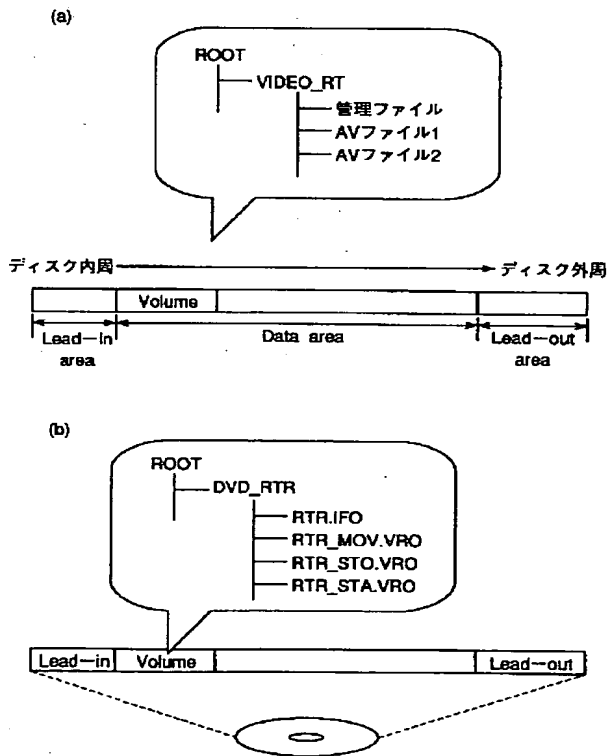 (a)
ROOT
VIDEO_RT
管理ファイル
AVファイル1
AVファイル2
ディスク内周
ディスク外周
Volume
Lead-in area
Data area
Lead-out area
(b)
ROOT
DVD_RTR
RTR.IFO
RTR_MOV.VRO
RTR_STO.VRO
RTR_STA.VRO
Lead-in
Volume
Lead-out